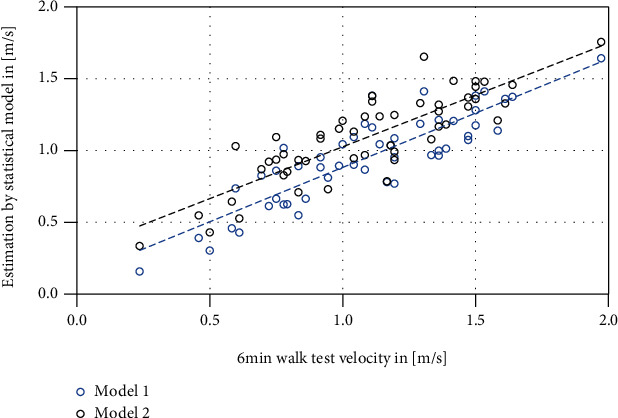 2.0
1.5
1.0
0.5
0.0
Estimation by statistical model in [m/s]
0.0 0.5 1.0 1.5 2.0
6min walk test velocity in [m/s]
Model 1
Model 2